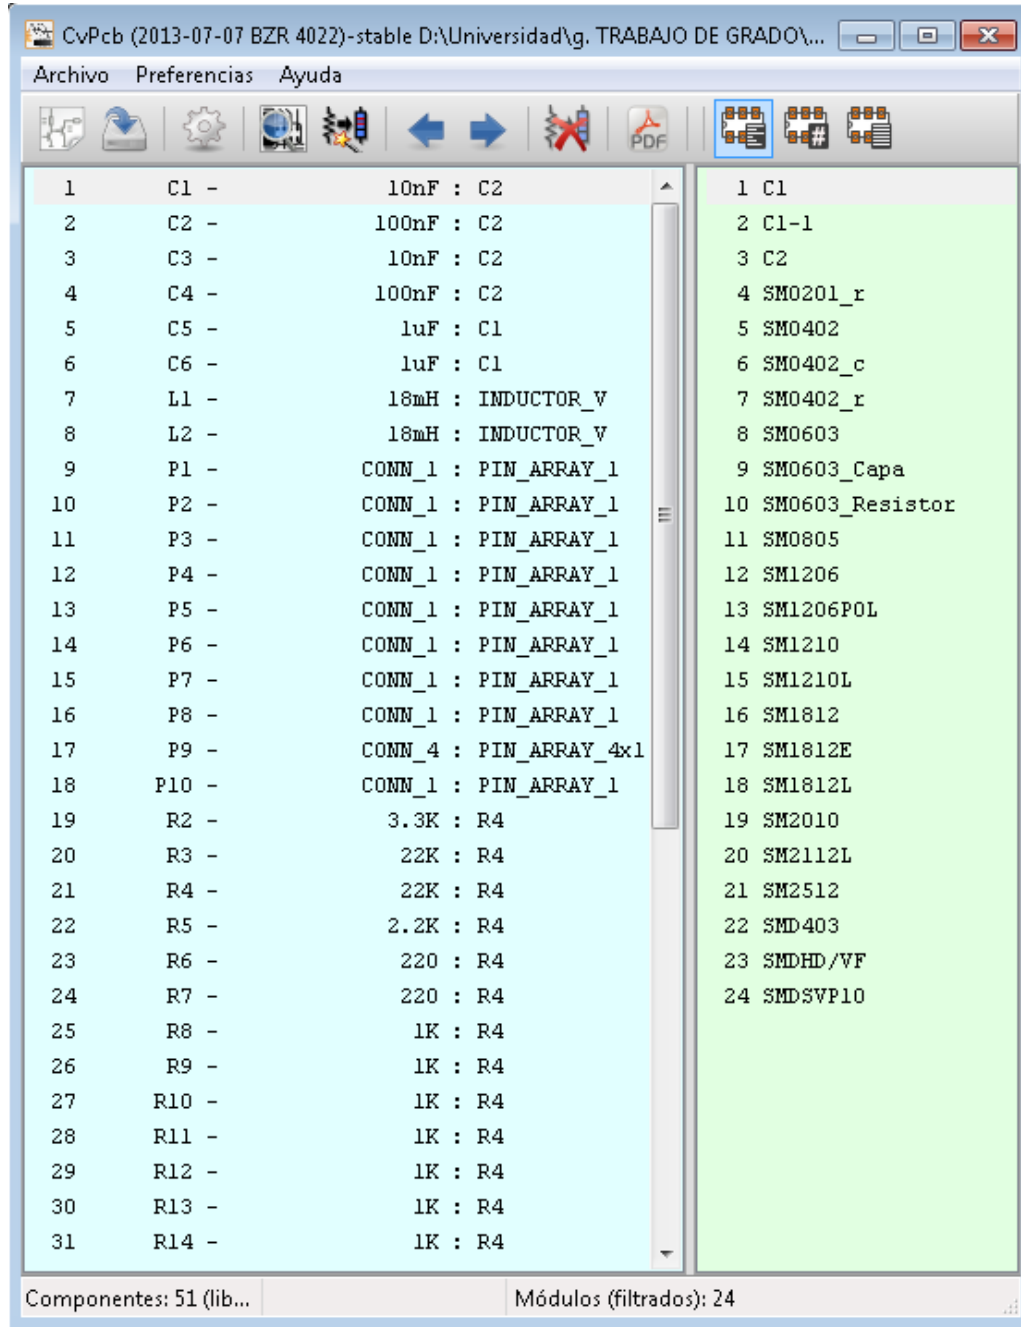 CvPcb (2013-07-07 BZR 4022)-stable D:\Universidad\g. TRABAJO DE GRADO\...
Archivo Preferencias Ayuda
PDF
1 C1 - 10nF : C2
2 C2 - 100nF : C2
3 C3 - 10nF : C2
4 C4 - 100nF : C2
5 C5 - 1uF : C1
6 C6 - 1uF : C1
7 L1 - 18mH : INDUCTOR_V
8 L2 - 18mH : INDUCTOR_V
9 P1 - CONN_1 : PIN_ARRAY_1
10 P2 - CONN_1 : PIN_ARRAY_1
11 P3 - CONN_1 : PIN_ARRAY_1
12 P4 - CONN_1 : PIN_ARRAY_1
13 P5 - CONN_1 : PIN_ARRAY_1
14 P6 - CONN_1 : PIN_ARRAY_1
15 P7 - CONN_1 : PIN_ARRAY_1
16 P8 - CONN_1 : PIN_ARRAY_1
17 P9 - CONN_4 : PIN_ARRAY_4x1
18 P10 - CONN_1 : PIN_ARRAY_1
19 R2 - 3.3K : R4
20 R3 - 22K : R4
21 R4 - 22K : R4
22 R5 - 2.2K : R4
23 R6 - 220 : R4
24 R7 - 220 : R4
25 R8 - 1K : R4
26 R9 - 1K : R4
27 R10 - 1K : R4
28 R11 - 1K : R4
29 R12 - 1K : R4
30 R13 - 1K : R4
31 R14 - 1K : R4
1 C1
2 C1-1
3 C2
4 SM0201_r
5 SM0402
6 SM0402_c
7 SM0402_r
8 SM0603
9 SM0603_Capa
10 SM0603_Resistor
11 SM0805
12 SM1206
13 SM1206POL
14 SM1210
15 SM1210L
16 SM1812
17 SM1812E
18 SM1812L
19 SM2010
20 SM2112L
21 SM2512
22 SMD403
23 SMDHD/VF
24 SMDSVP10
Componentes: 51 (lib... Módulos (filtrados): 24